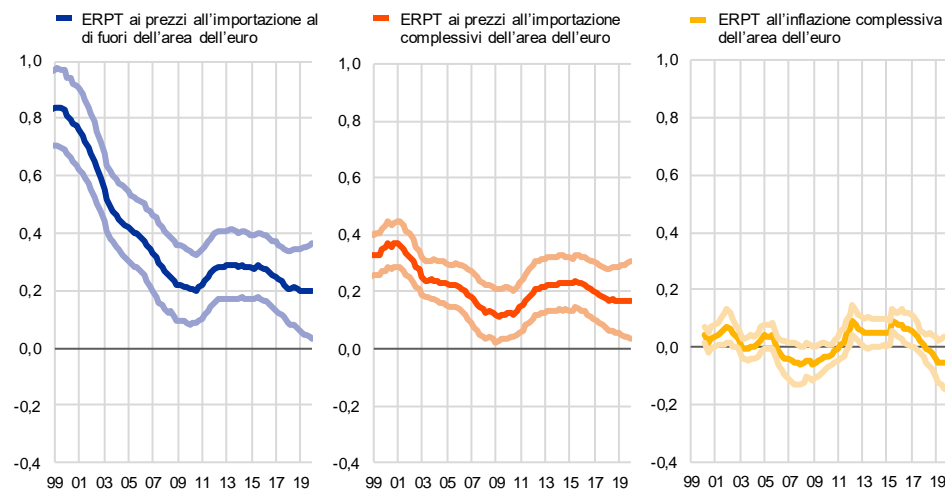 ERPT ai prezzi all'importazione al
di fuori dell'area dell'euro
1,0
0,8
0,6
0,4
0,2
0,0
-0,2
-0,4
99 01 03 05 07 09 11 13 15 17 19
ERPT ai prezzi all'importazione
complessivi dell'area dell'euro
1,0
0,8
0,6
0,4
0,2
0,0
-0,2
-0,4
99 01 03 05 07 09 11 13 15 17 19
ERPT all'inflazione complessiva
dell'area dell'euro
1,0
0,8
0,6
0,4
0,2
0,0
-0,2
-0,4
99 01 03 05 07 09 11 13 15 17 19